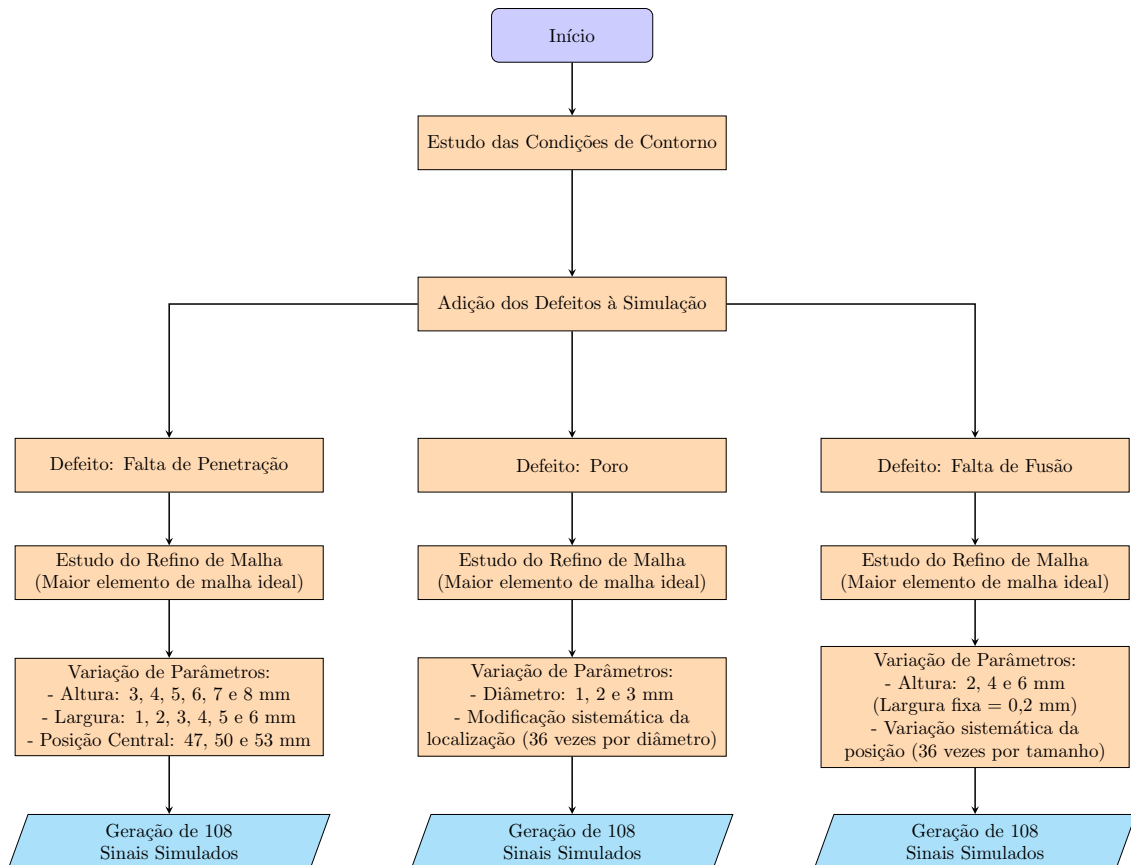 Início
Estudo das Condições de Contorno
Adição dos Defeitos à Simulação
Defeito: Falta de Penetração
Defeito: Poro
Defeito: Falta de Fusão
Estudo do Refino de Malha
(Maior elemento de malha ideal)
Estudo do Refino de Malha
(Maior elemento de malha ideal)
Estudo do Refino de Malha
(Maior elemento de malha ideal)
Variação de Parâmetros:
- Altura: 3, 4, 5, 6, 7 e 8 mm
- Largura: 1, 2, 3, 4, 5 e 6 mm
- Posição Central: 47, 50 e 53 mm
Variação de Parâmetros:
- Diâmetro: 1, 2 e 3 mm
- Modificação sistemática da
localização (36 vezes por diâmetro)
Variação de Parâmetros:
- Altura: 2, 4 e 6 mm
(Largura fixa = 0,2 mm)
- Variação sistemática da
posição (36 vezes por tamanho)
Geração de 108
Sinais Simulados
Geração de 108
Sinais Simulados
Geração de 108
Sinais Simulados